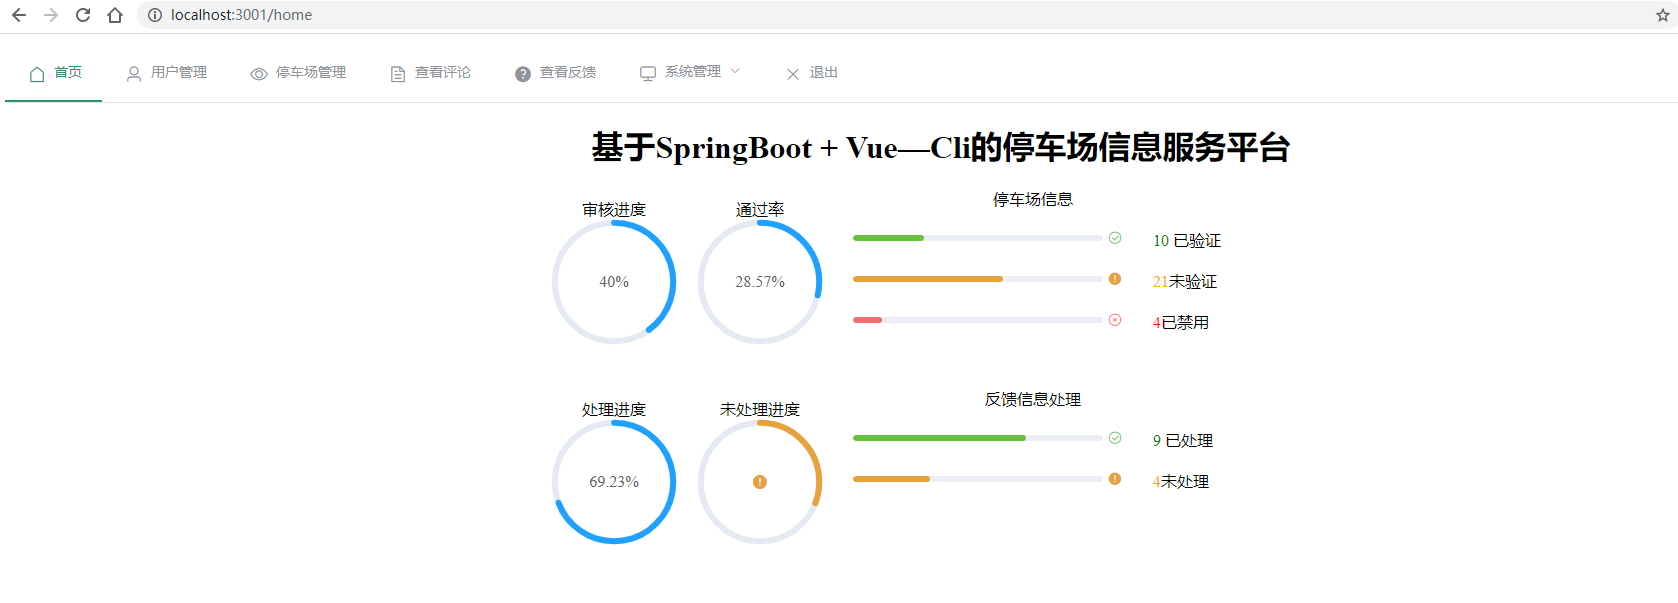 localhost:3001/home
首页 用户管理 停车场管理 查看评论 查看反馈 系统管理 退出
基于SpringBoot + Vue—Cli的停车场信息服务平台
审核进度 通过率 停车场信息
10 已验证
40% 28.57% 21未验证
4已禁用
处理进度 未处理进度 反馈信息处理
9 已处理
69.23% 4未处理